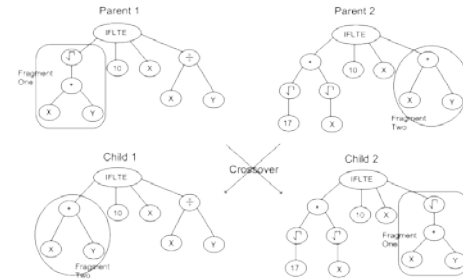 Parent 1
Parent 2
IFLTE
IFLTE
Fragment
One
10
X
÷
X
Y
X
Y
10
X
17
X
X
Y
Fragment
Two
Child 1
Crossover
Child 2
IFLTE
IFLTE
10
X
÷
X
Y
X
Y
Fragment
Two
10
X
Fragment
One
17
X
X
Y